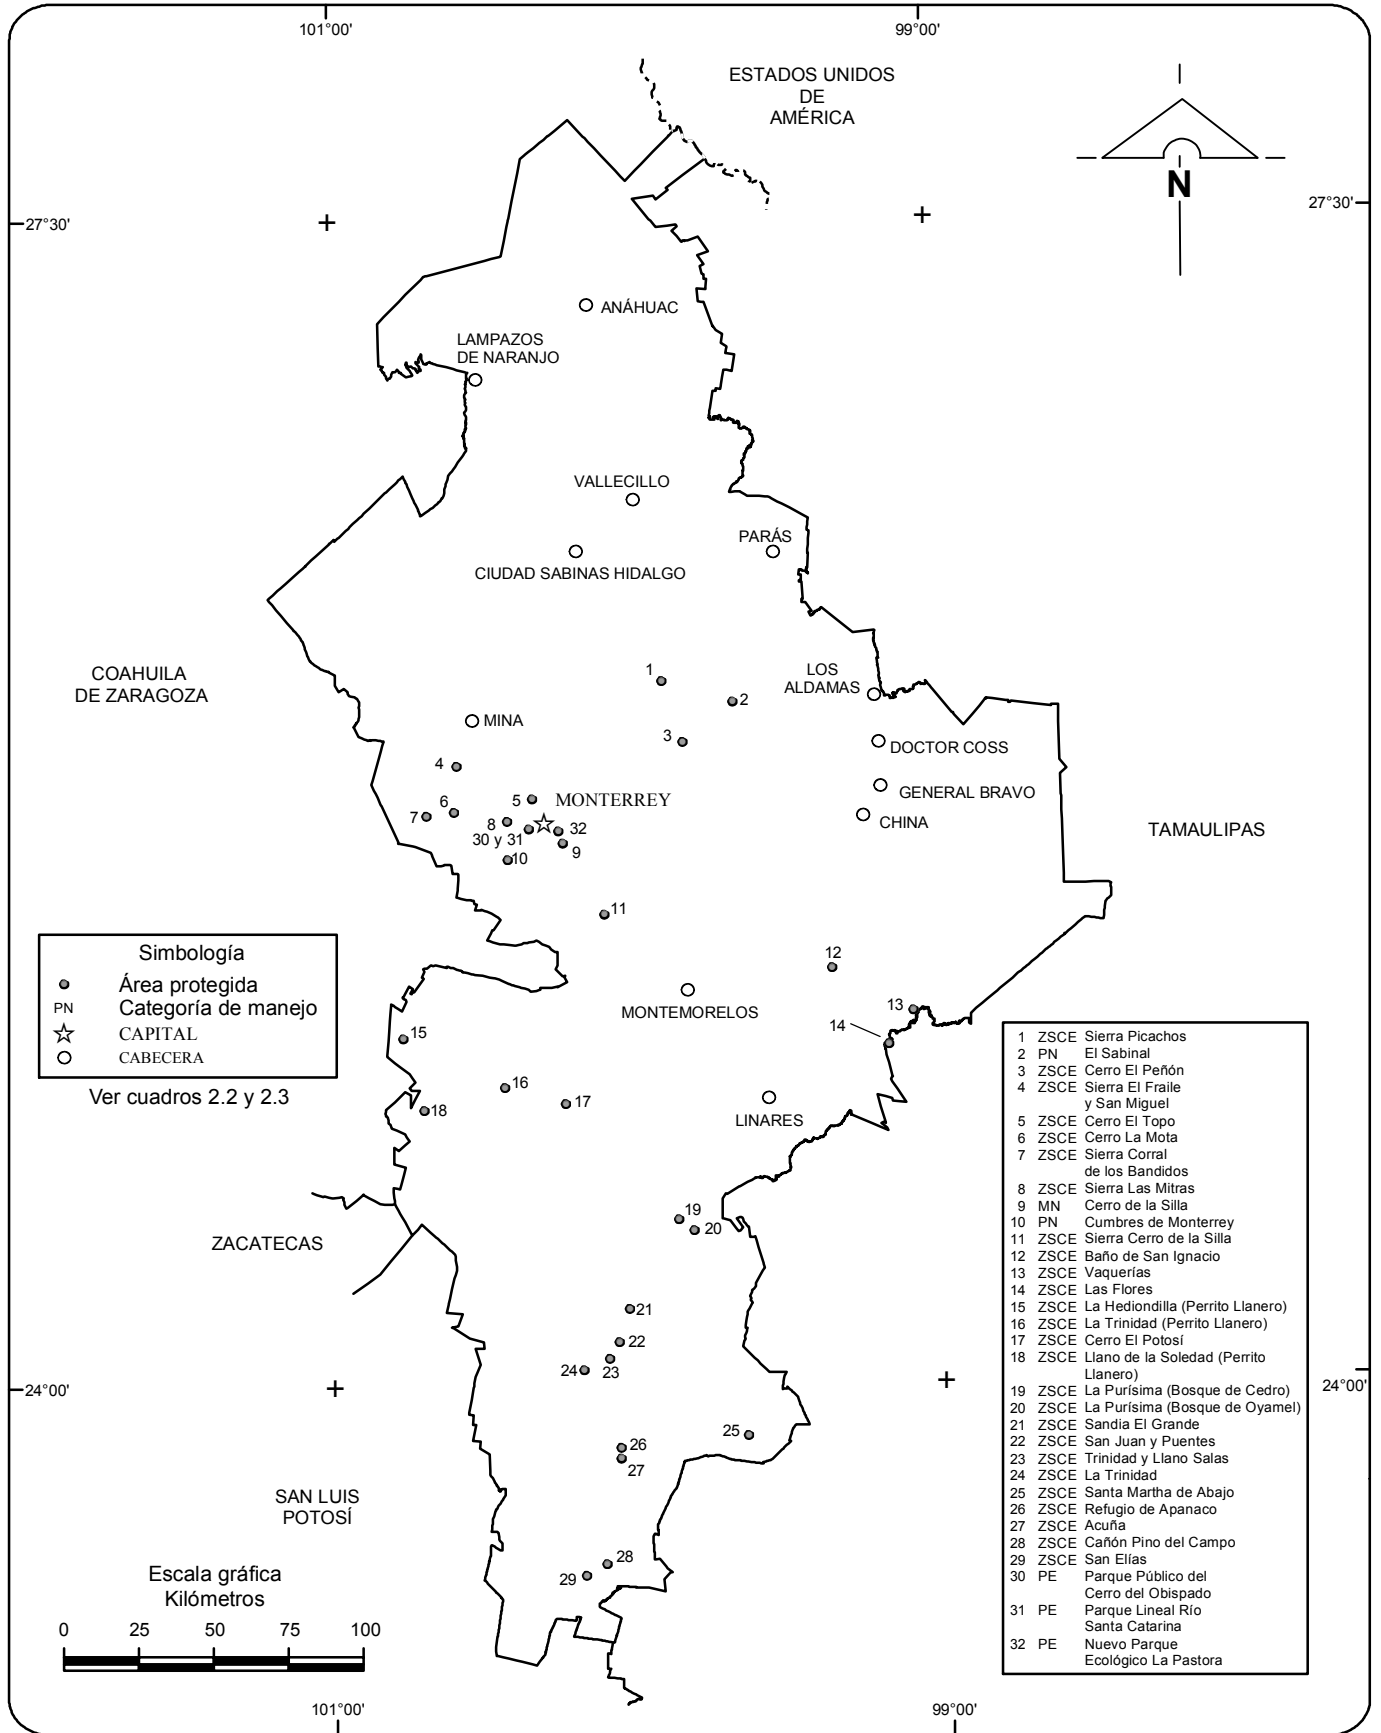 101°00'
99°00'
ESTADOS UNIDOS
DE
AMÉRICA
N
27°30'
27°30'
ANÁHUAC
LAMPAZOS
DE NARANJO
VALLECILLO
PARÁS
CIUDAD SABINAS HIDALGO
COAHUILA
DE ZARAGOZA
1
LOS
ALDAMAS
2
MINA
3
DOCTOR COSS
4
GENERAL BRAVO
5
MONTERREY
6
7
8
32
CHINA
TAMAULIPAS
30 y 31
9
10
11
12
13
14
MONTEMORELOS
Simbología
Área protegida
PN Categoría de manejo
CAPITAL
CABECERA
Ver cuadros 2.2 y 2.3
15
16
17
18
LINARES
19
20
ZACATECAS
21
22
23
24
24°00'
24°00'
25
26
27
SAN LUIS
POTOSÍ
28
29
1 ZSCE Sierra Picachos
2 PN El Sabinal
3 ZSCE Cerro El Peñón
4 ZSCE Sierra El Fraile
y San Miguel
5 ZSCE Cerro El Topo
6 ZSCE Cerro La Mota
7 ZSCE Sierra Corral
de los Bandidos
8 ZSCE Sierra Las Mitras
9 MN Cerro de la Silla
10 PN Cumbres de Monterrey
11 ZSCE Sierra Cerro de la Silla
12 ZSCE Baño de San Ignacio
13 ZSCE Vaquerías
14 ZSCE Las Flores
15 ZSCE La Hediondilla (Perrito Llanero)
16 ZSCE La Trinidad (Perrito Llanero)
17 ZSCE Cerro El Potosí
18 ZSCE Llano de la Soledad (Perrito
Llanero)
19 ZSCE La Purísima (Bosque de Cedro)
20 ZSCE La Purísima (Bosque de Oyamel)
21 ZSCE Sandia El Grande
22 ZSCE San Juan y Puentes
23 ZSCE Trinidad y Llano Salas
24 ZSCE La Trinidad
25 ZSCE Santa Martha de Abajo
26 ZSCE Refugio de Apanaco
27 ZSCE Acuña
28 ZSCE Cañón Pino del Campo
29 ZSCE San Elías
30 PE Parque Público del
Cerro del Obispado
31 PE Parque Lineal Río
Santa Catarina
32 PE Nuevo Parque
Ecológico La Pastora
Escala gráfica
Kilómetros
0 25 50 75 100
101°00'
99°00'